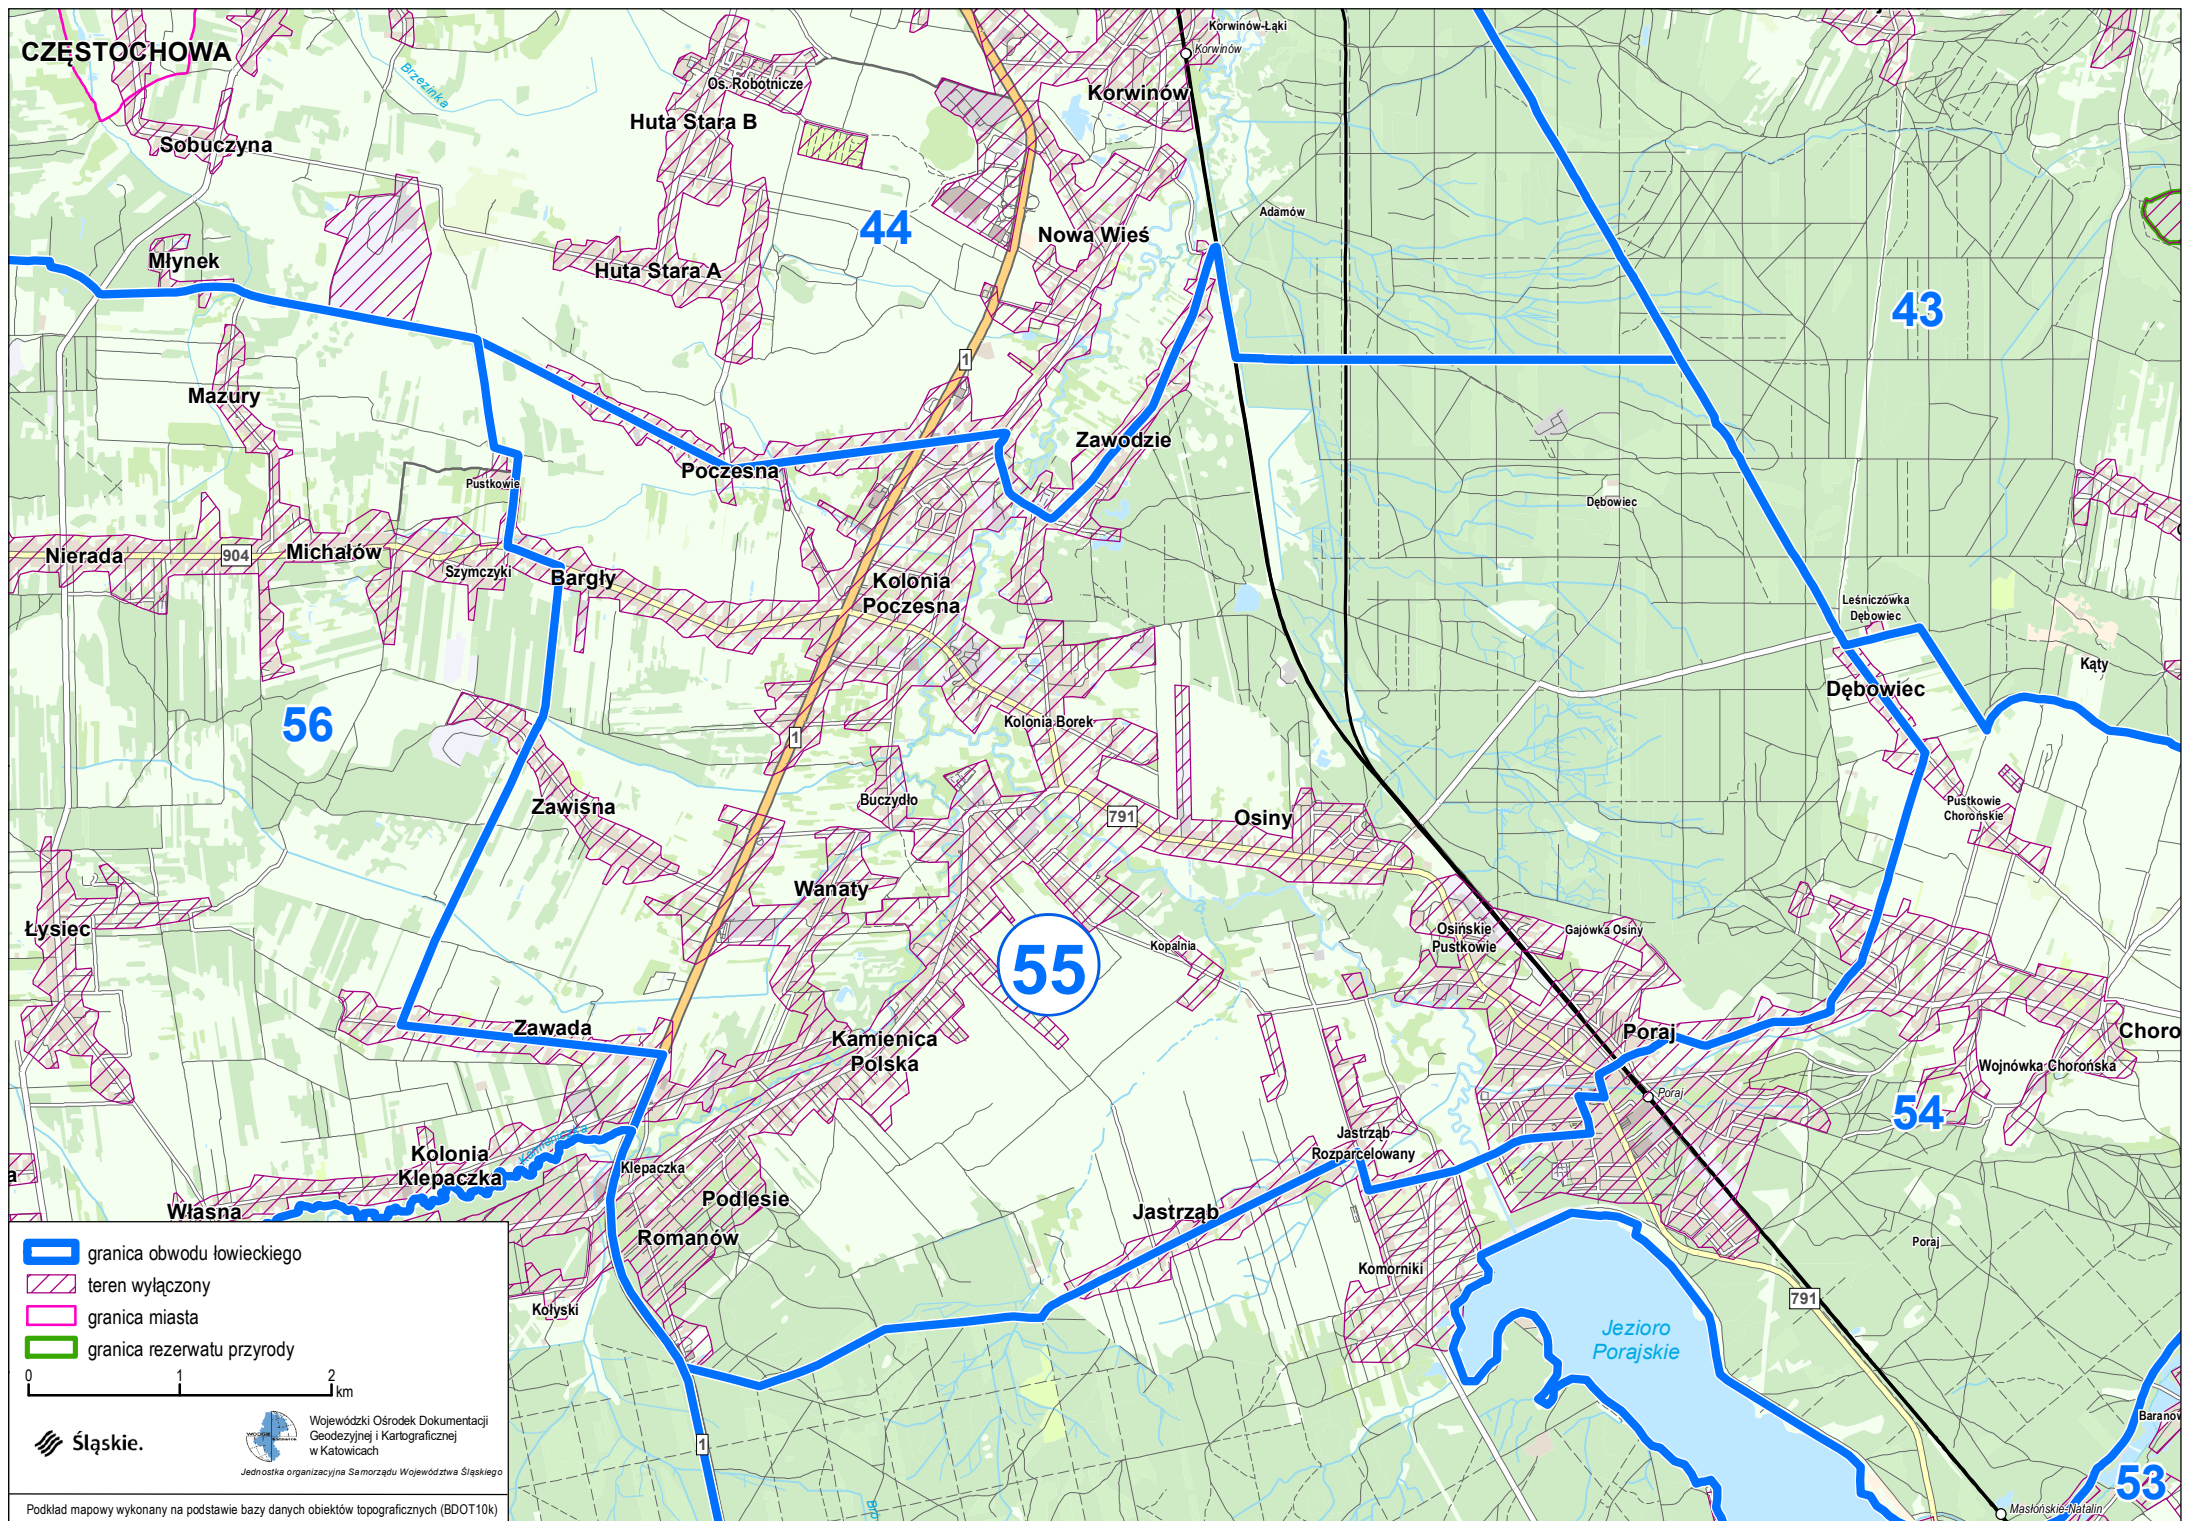 CZĘSTOCHOWA
Brzezinka
Korwinów-Łąki
Korwinów
Os. Robotnicze
Korwinów
Huta Stara B
Sobuczyna
44
Adamów
Nowa Wieś
Młynek
Huta Stara A
43
1
Mazury
Zawodzie
Poczesna
Pustkowie
Dębowiec
Nierada
904
Michałów
Szymczyki
Bargły
Kolonia
Poczesna
Leśniczówka
Dębowiec
Kąty
Dębowiec
56
Kolonia Borek
1
Zawisna
Buczydło
791
Osiny
Pustkowie
Chorońskie
Wanaty
Łysiec
55
Kopalnia
Osińskie
Pustkowie
Gajówka Osiny
Zawada
Kamienica
Polska
Poraj
Choro
Wojnówka Chorońska
Poraj
54
Kamieniczka
Kolonia
Klepaczka
Klepaczka
Jastrząb
Rozparcelowany
Podlesie
Własna
Jastrząb
Romanów
Poraj
Komorniki
Kołyski
791
Jezioro
Porajskie
1
Baranów
53
Masłońskie-Natalin
granica obwodu łowieckiego
teren wyłączony
granica miasta
granica rezerwatu przyrody
0 1 2
km
Śląskie.
Wojewódzki Ośrodek Dokumentacji
Geodezyjnej i Kartograficznej
w Katowicach
Jednostka organizacyjna Samorządu Województwa Śląskiego
Podkład mapowy wykonany na podstawie bazy danych obiektów topograficznych (BDOT10k)